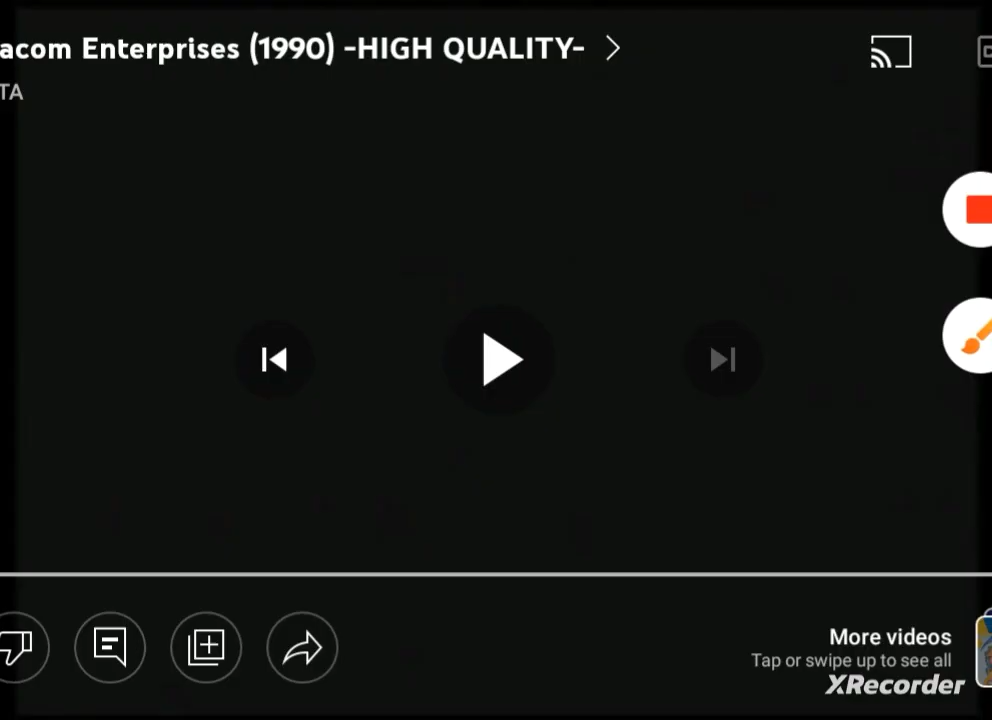 acom Enterprises (1990) -HIGH QUALITY-
TA
More videos
Tap or swipe up to see all
XRecorder